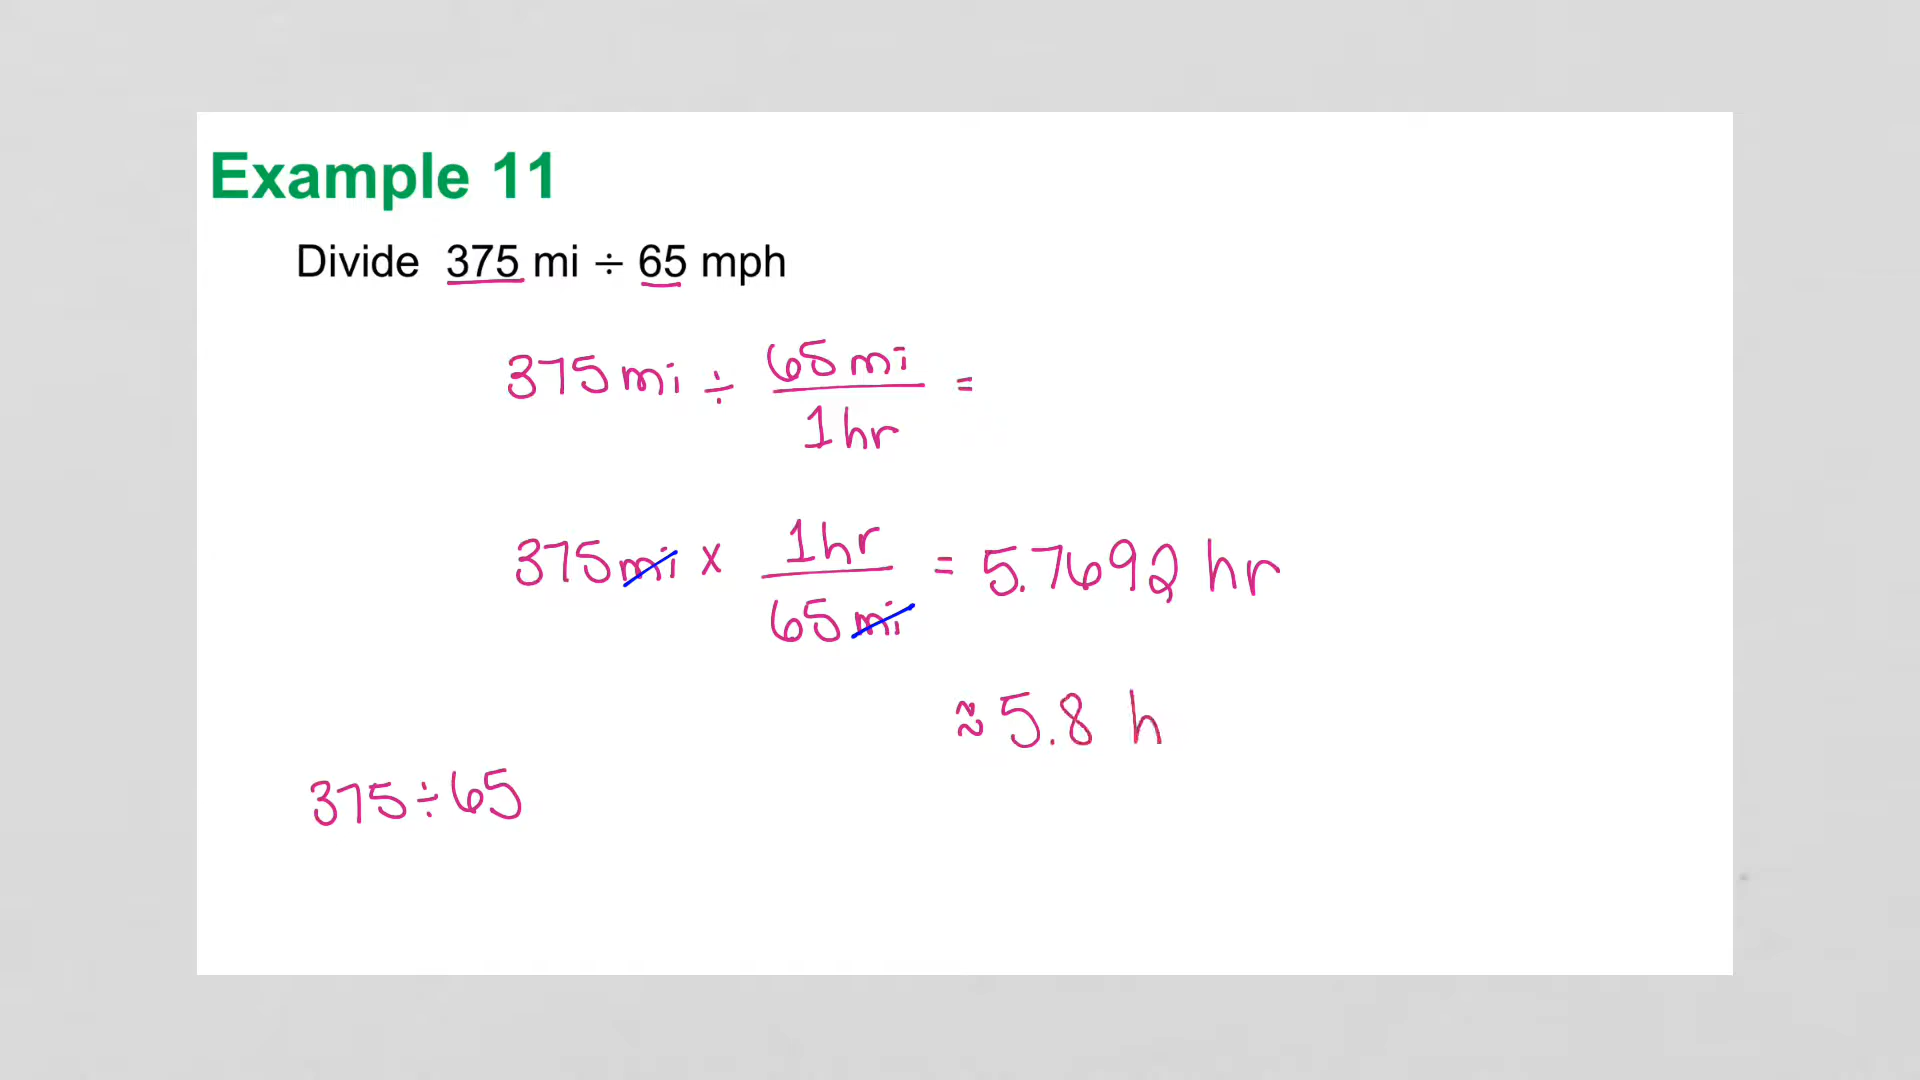 Example 11
Divide 375 mi ÷ 65 mph
375 mi ÷ 65 mi / 1 hr =
375 mi x 1 hr / 65 mi = 5.7692 hr
≈ 5.8 h
375 ÷ 65